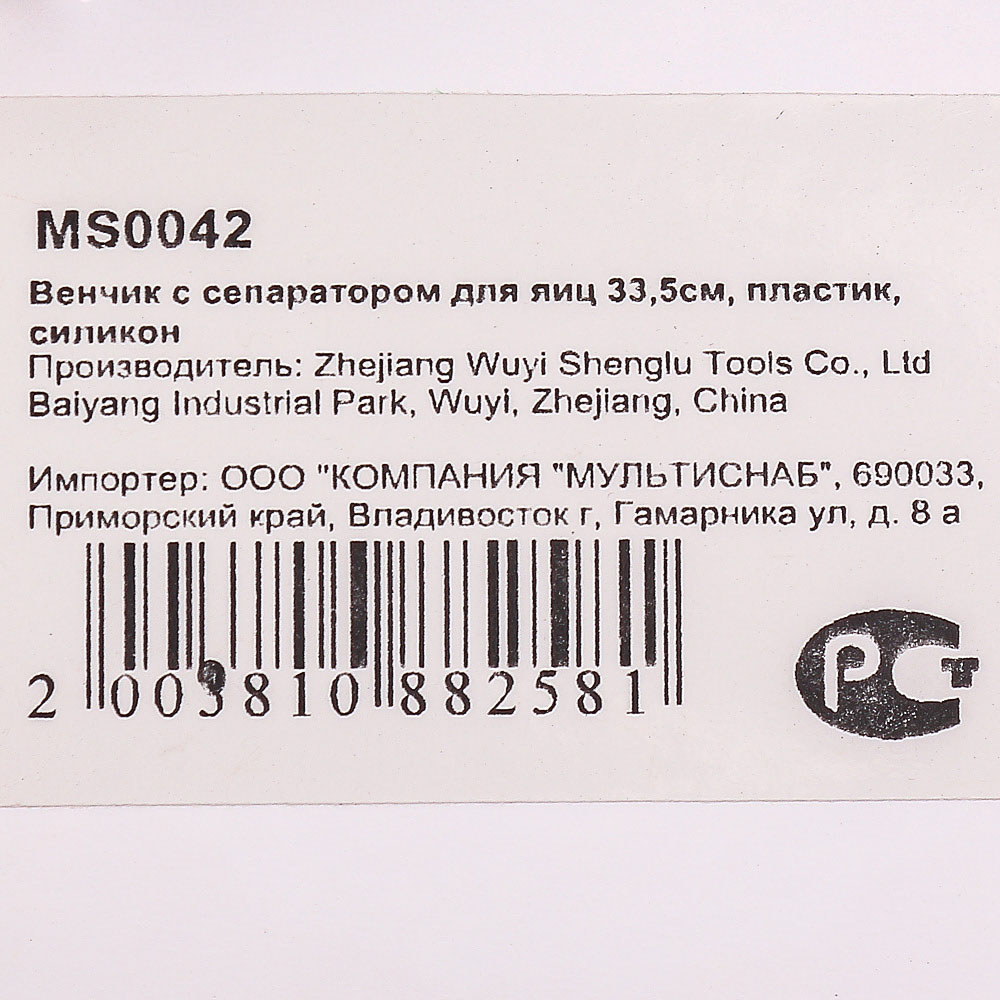 MS0042
Венчик с сепаратором для яиц 33,5см, пластик,
силикон
Производитель: Zhejiang Wuyi Shenglu Tools Co., Ltd
Baiyang Industrial Park, Wuyi, Zhejiang, China
Импортер: ООО "КОМПАНИЯ "МУЛЬТИСНАБ", 690033,
Приморский край, Владивосток г, Гамарника ул, д. 8 а
2 003810 882581
РСТ